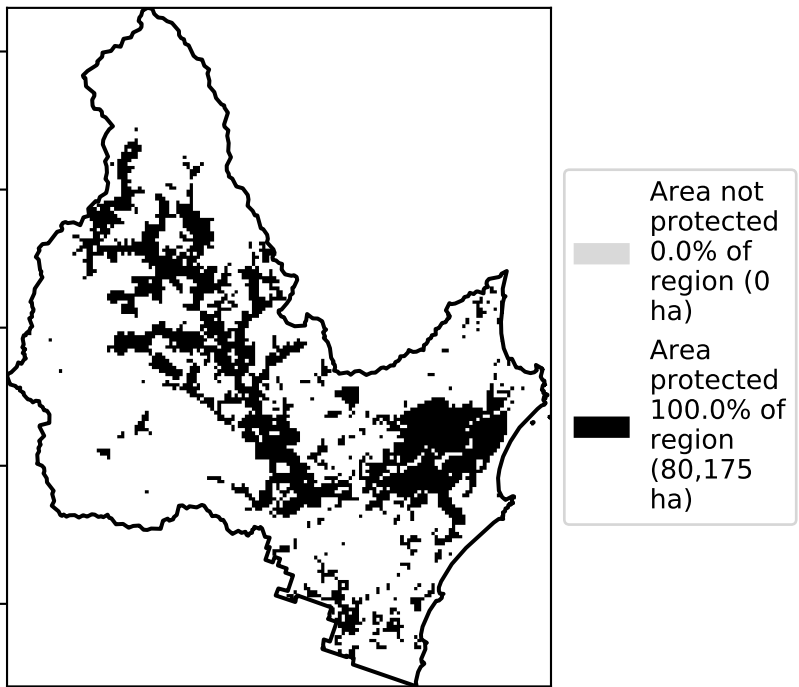 Area not
protected
0.0% of
region (0
ha)
Area
protected
100.0% of
region
(80,175
ha)